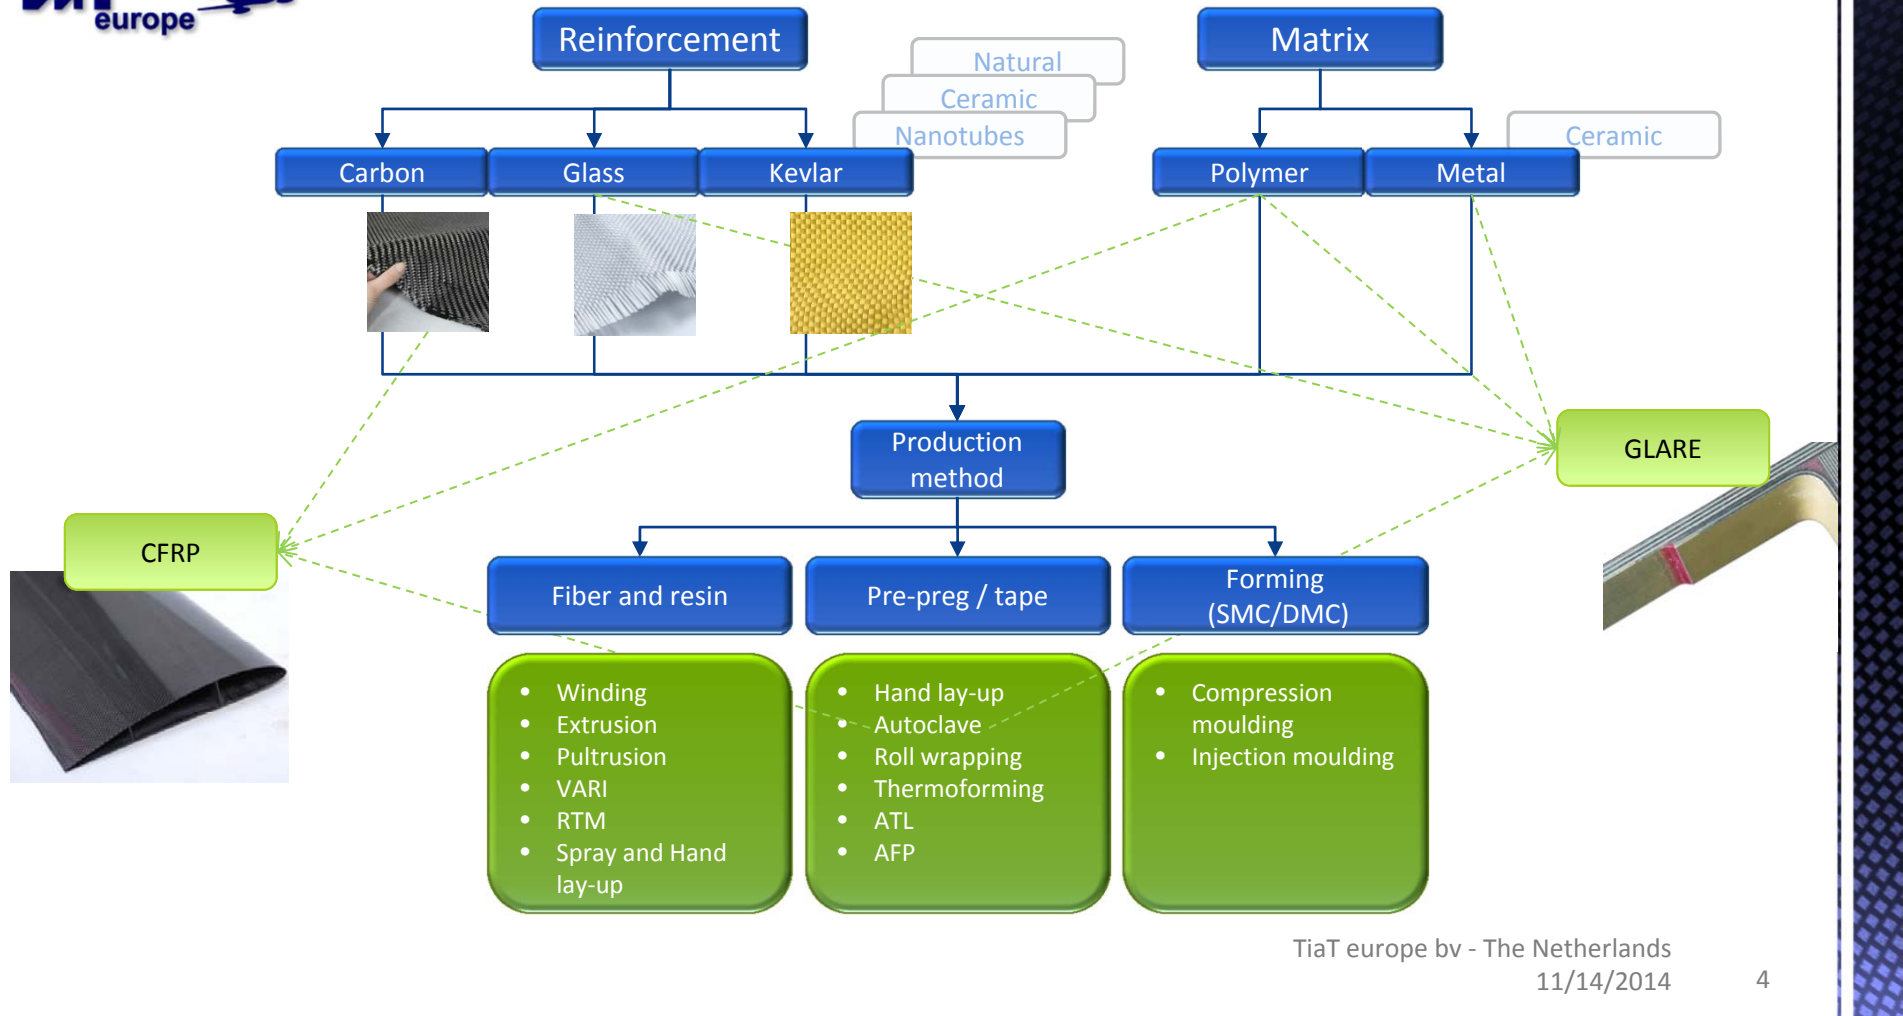 europe
Reinforcement
Matrix
Natural
Ceramic
Nanotubes
Ceramic
Carbon
Glass
Kevlar
Polymer
Metal
Production
method
GLARE
CFRP
Fiber and resin
Pre-preg / tape
Forming
(SMC/DMC)
• Winding
• Extrusion
• Pultrusion
• VARI
• RTM
• Spray and Hand
lay-up
• Hand lay-up
• Autoclave
• Roll wrapping
• Thermoforming
• ATL
• AFP
• Compression
moulding
• Injection moulding
TiaT europe bv - The Netherlands
11/14/2014
4